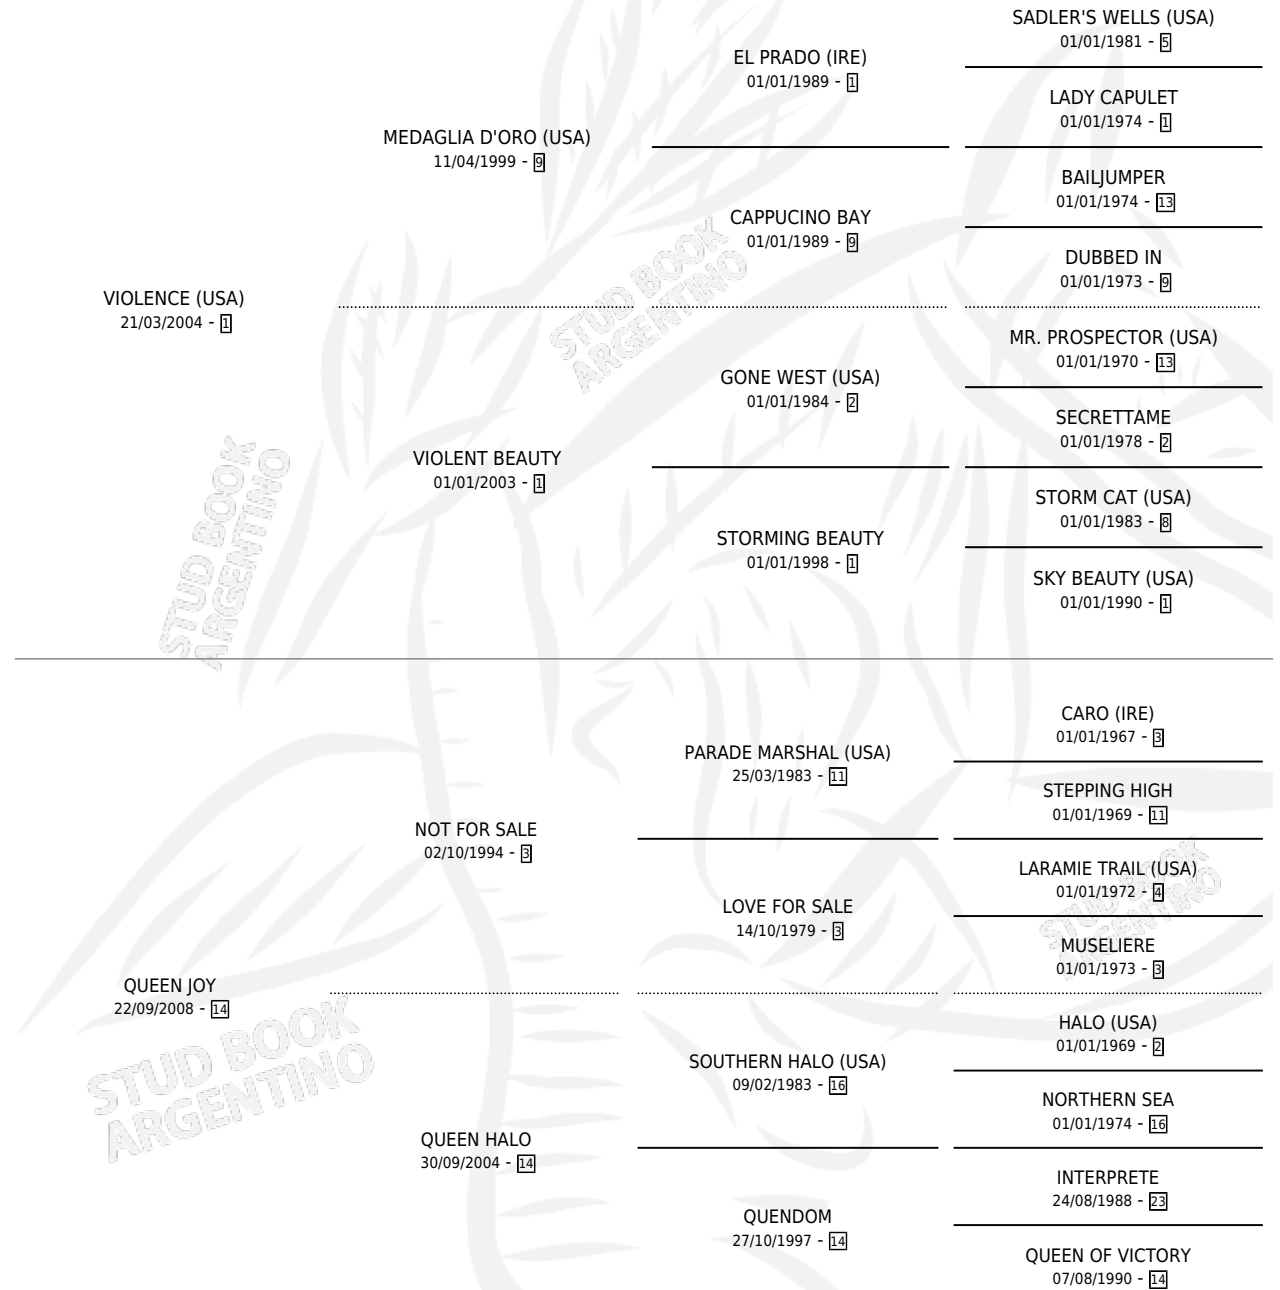 SADLER'S WELLS (USA)
01/01/1981 - 5
EL PRADO (IRE)
01/01/1989 - 1
LADY CAPULET
01/01/1974 - 1
MEDAGLIA D'ORO (USA)
11/04/1999 - 9
BAILJUMPER
01/01/1974 - 13
CAPPUCINO BAY
01/01/1989 - 9
DUBBED IN
01/01/1973 - 9
VIOLENCE (USA)
21/03/2004 - 1
MR. PROSPECTOR (USA)
01/01/1970 - 13
GONE WEST (USA)
01/01/1984 - 2
SECRETTAME
01/01/1978 - 2
VIOLENT BEAUTY
01/01/2003 - 1
STORM CAT (USA)
01/01/1983 - 8
STORMING BEAUTY
01/01/1998 - 1
SKY BEAUTY (USA)
01/01/1990 - 1
CARO (IRE)
01/01/1967 - 3
PARADE MARSHAL (USA)
25/03/1983 - 11
STEPPING HIGH
01/01/1969 - 11
NOT FOR SALE
02/10/1994 - 3
LARAMIE TRAIL (USA)
01/01/1972 - 4
LOVE FOR SALE
14/10/1979 - 3
MUSELIERE
01/01/1973 - 3
QUEEN JOY
22/09/2008 - 14
HALO (USA)
01/01/1969 - 2
SOUTHERN HALO (USA)
09/02/1983 - 16
NORTHERN SEA
01/01/1974 - 16
QUEEN HALO
30/09/2004 - 14
INTERPRETE
24/08/1988 - 23
QUENDOM
27/10/1997 - 14
QUEEN OF VICTORY
07/08/1990 - 14
STUD BOOK
ARGENTINO
STUD BOOK
ARGENTINO
STUD BOOK
ARGENTINO
STUD BOOK
ARGENTINO